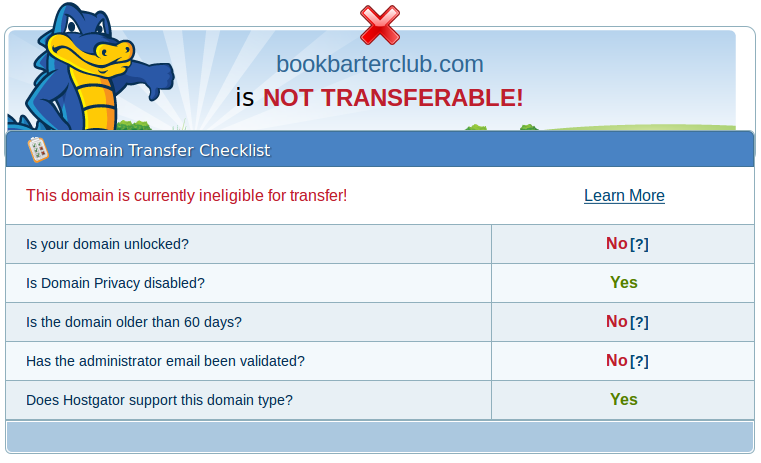 bookbarterclub.com
is NOT TRANSFERABLE!
Domain Transfer Checklist
This domain is currently ineligible for transfer! Learn More
Is your domain unlocked? No [?]
Is Domain Privacy disabled? Yes
Is the domain older than 60 days? No [?]
Has the administrator email been validated? No [?]
Does Hostgator support this domain type? Yes